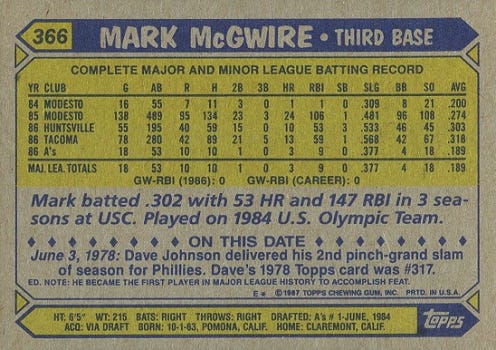 366 MARK McGWIRE • THIRD BASE
COMPLETE MAJOR AND MINOR LEAGUE BATTING RECORD
YR CLUB G AB R H 2B 3B HR RBI SB SLG BB SO AVG
84 MODESTO 16 55 7 11 3 0 1 1 0 .309 8 21 .200
85 MODESTO 138 489 95 134 23 3 24 106 1 .481 96 108 .274
86 HUNTSVILLE 55 195 40 59 15 0 10 53 3 .533 46 45 .303
86 TACOMA 78 280 42 89 21 5 13 59 1 .568 42 67 .318
86 A's 18 53 10 10 1 0 3 9 0 .377 4 18 .189
MAJ. LEA. TOTALS 18 53 10 10 1 0 3 9 0 .377 4 18 .189
GW-RBI (1986): 0 GW-RBI (CAREER): 0
Mark batted .302 with 53 HR and 147 RBI in 3 sea-
sons at USC. Played on 1984 U.S. Olympic Team.
ON THIS DATE
June 3, 1978: Dave Johnson delivered his 2nd pinch-grand slam
of season for Phillies. Dave's 1978 Topps card was #317.
ED. NOTE: HE BECAME THE FIRST PLAYER IN MAJOR LEAGUE HISTORY TO ACCOMPLISH FEAT.
E* © 1987 TOPPS CHEWING GUM, INC. PRTD. IN U.S.A.
HT: 6'5" WT: 215 BATS: RIGHT THROWS: RIGHT DRAFTED: A's #1-JUNE, 1984
ACQ: VIA DRAFT BORN: 10-1-63, POMONA, CALIF. HOME: CLAREMONT, CALIF.
topps